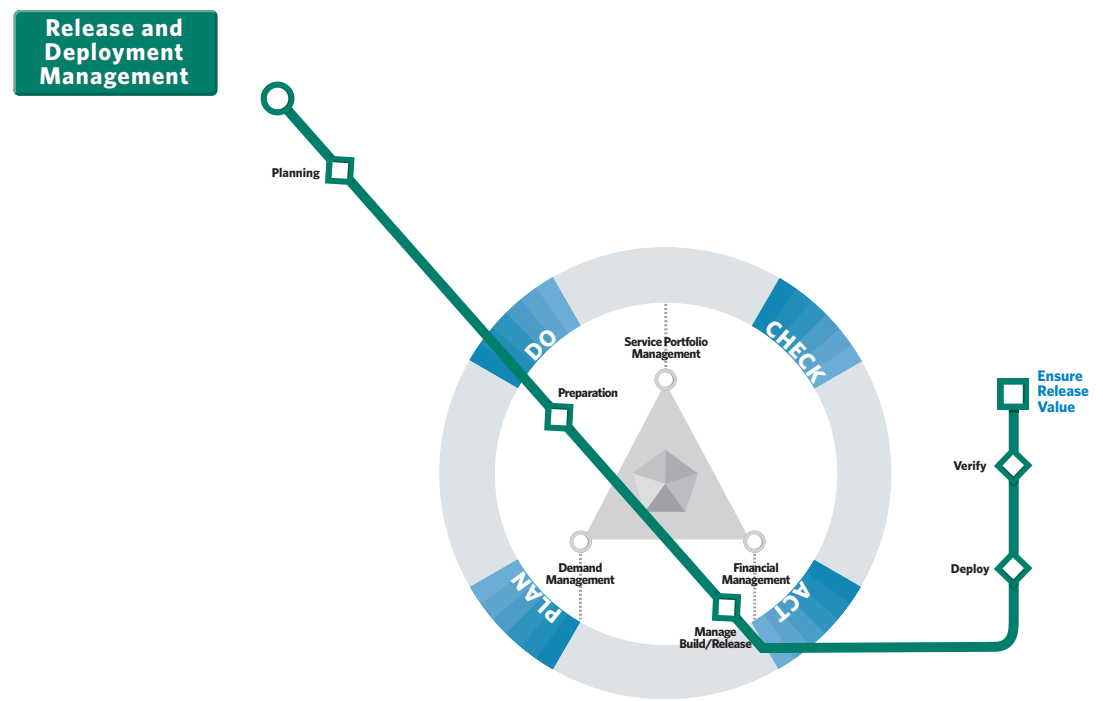 Release and
Deployment
Management
Planning
DO
CHECK
Service Portfolio
Management
Ensure
Release
Value
Preparation
Verify
Demand
Management
Financial
Management
Deploy
PLAN
ACT
Manage
Build/Release